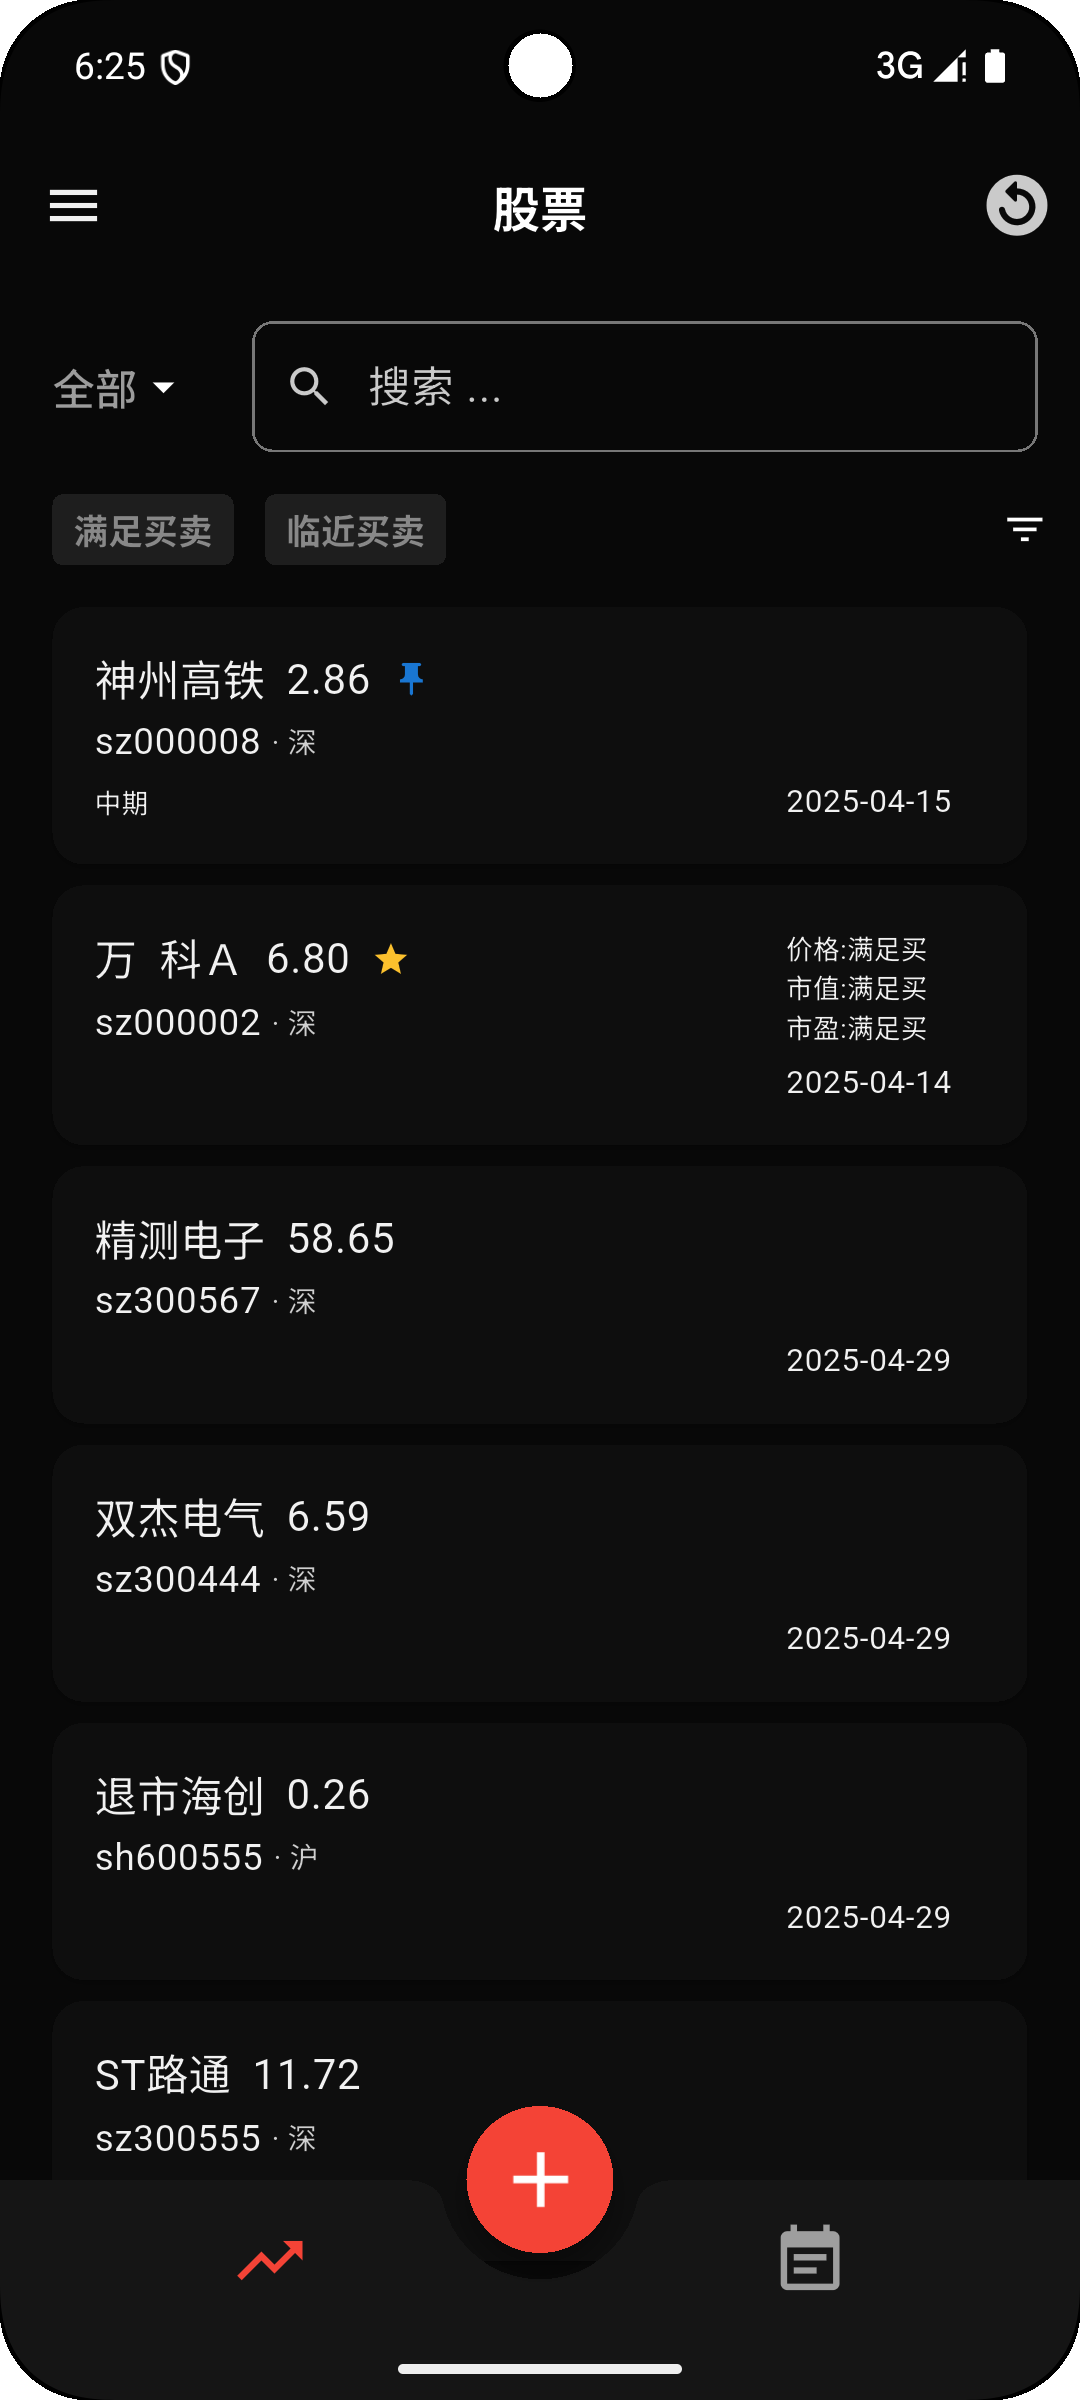 6:25
3G
股票
全部
搜索 ...
满足买卖
临近买卖
神州高铁 2.86
sz000008 · 深
中期
2025-04-15
万 科A 6.80
sz000002 · 深
价格:满足买
市值:满足买
市盈:满足买
2025-04-14
精测电子 58.65
sz300567 · 深
2025-04-29
双杰电气 6.59
sz300444 · 深
2025-04-29
退市海创 0.26
sh600555 · 沪
2025-04-29
ST路通 11.72
sz300555 · 深